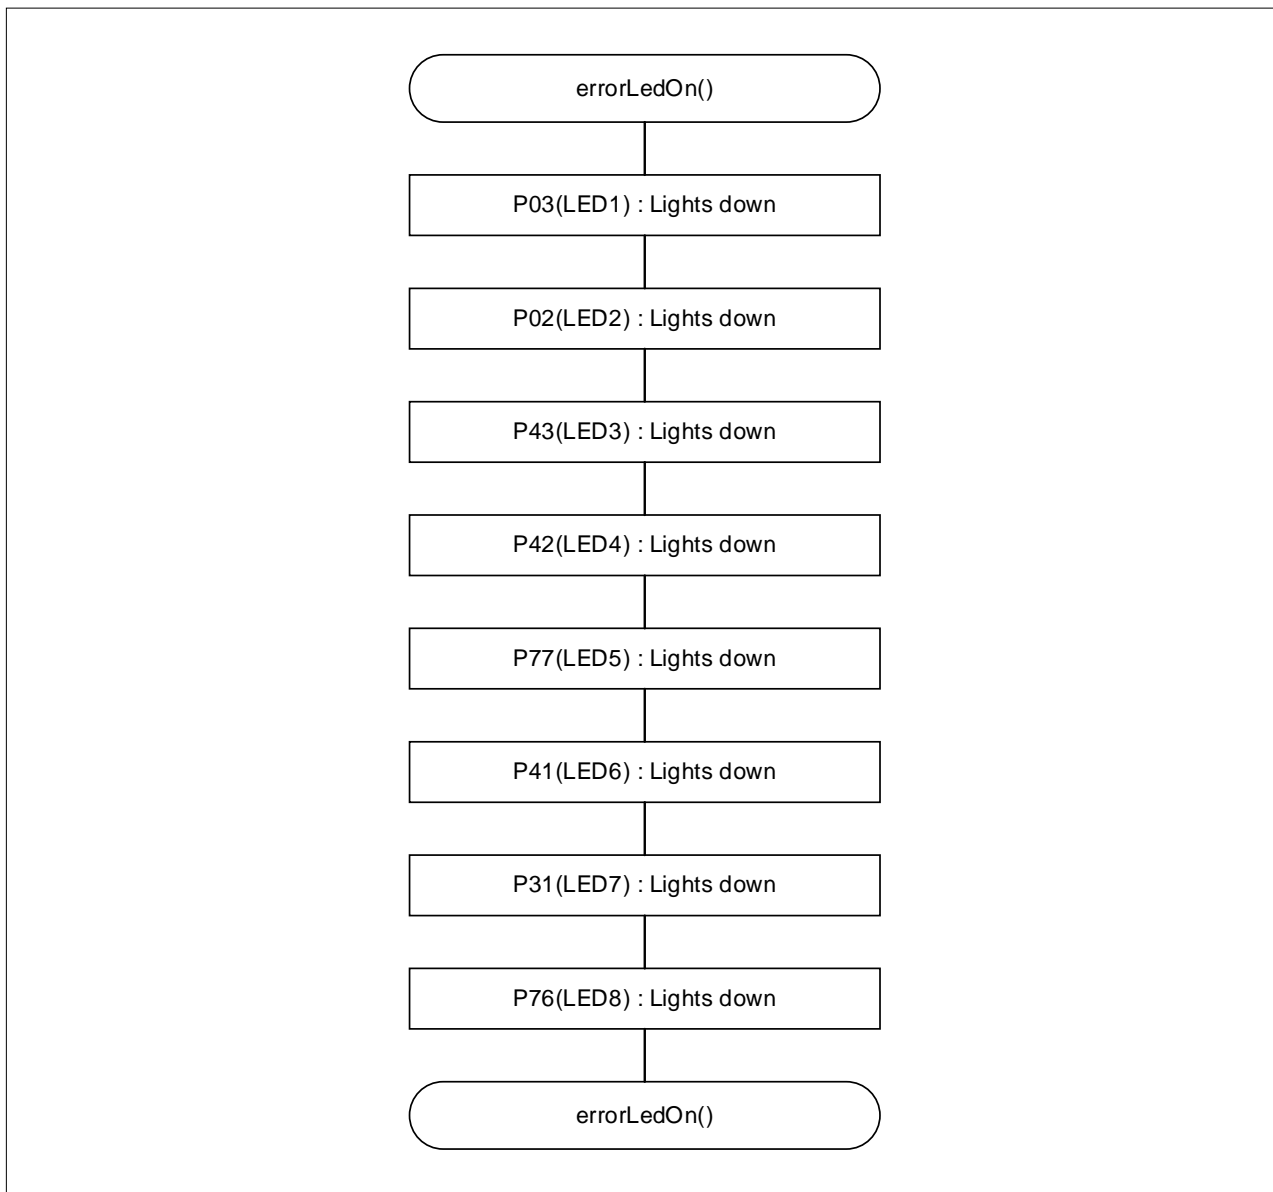 errorLedOn()
P03(LED1) : Lights down
P02(LED2) : Lights down
P43(LED3) : Lights down
P42(LED4) : Lights down
P77(LED5) : Lights down
P41(LED6) : Lights down
P31(LED7) : Lights down
P76(LED8) : Lights down
errorLedOn()